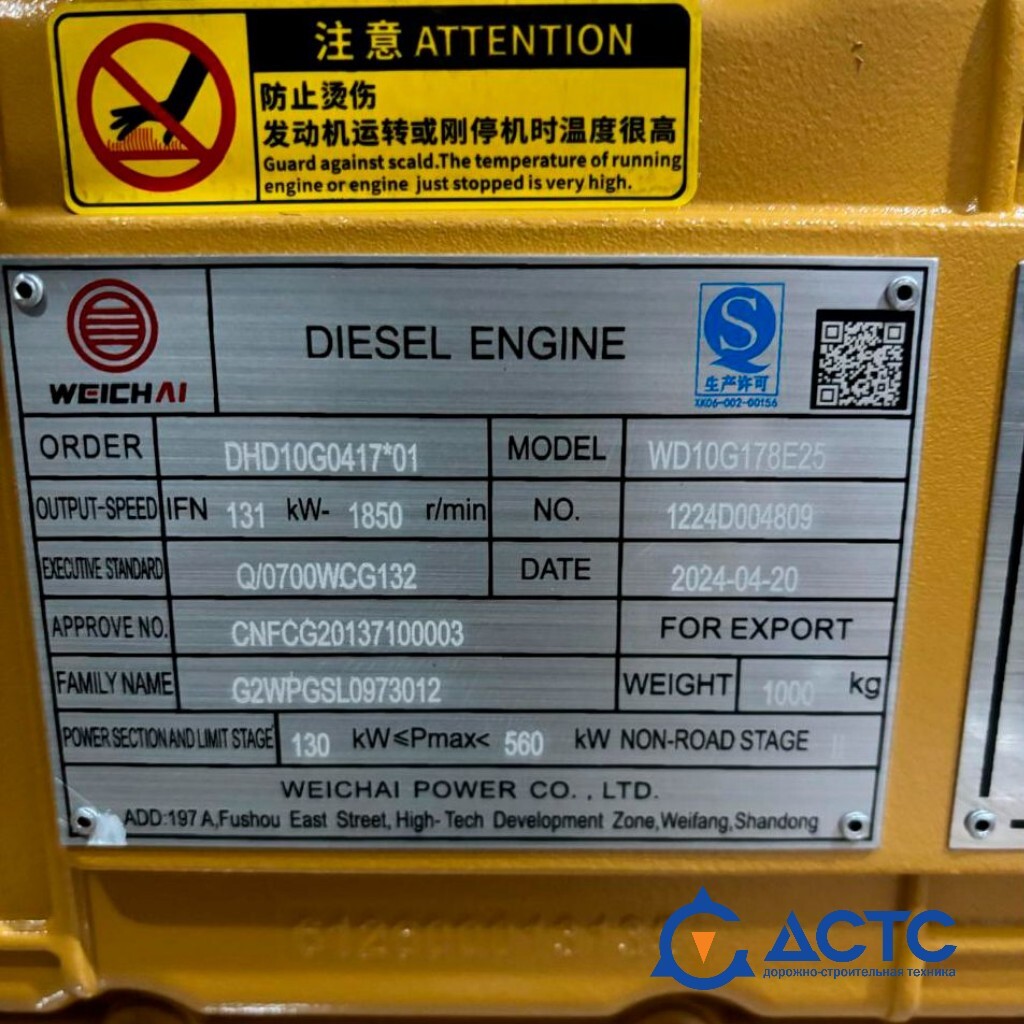 注意 ATTENTION
防止烫伤
发动机运转或刚停机时温度很高
Guard against scald.The temperature of running
engine or engine just stopped is very high.
WEICHAI
DIESEL ENGINE
生产许可
XK06-002-00156
ORDER DHD10G0417*01 MODEL WD10G178E25
OUTPUT-SPEED IFN 131 kW- 1850 r/min NO. 1224D004809
EXECUTIVE STANDARD Q/0700WCG132 DATE 2024-04-20
APPROVE NO. CNFCG20137100003 FOR EXPORT
FAMILY NAME G2WPGSL0973012 WEIGHT 1000 kg
POWER SECTION AND LIMIT STAGE 130 kW≤Pmax< 560 kW NON-ROAD STAGE II
WEICHAI POWER CO., LTD.
ADD:197 A,Fushou East Street, High-Tech Development Zone,Weifang,Shandong
ДСТС
дорожно-строительная техника